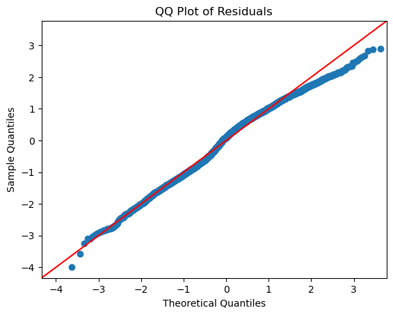 QQ Plot of Residuals
Sample Quantiles
3
2
1
0
−1
−2
−3
−4
−4 −3 −2 −1 0 1 2 3
Theoretical Quantiles